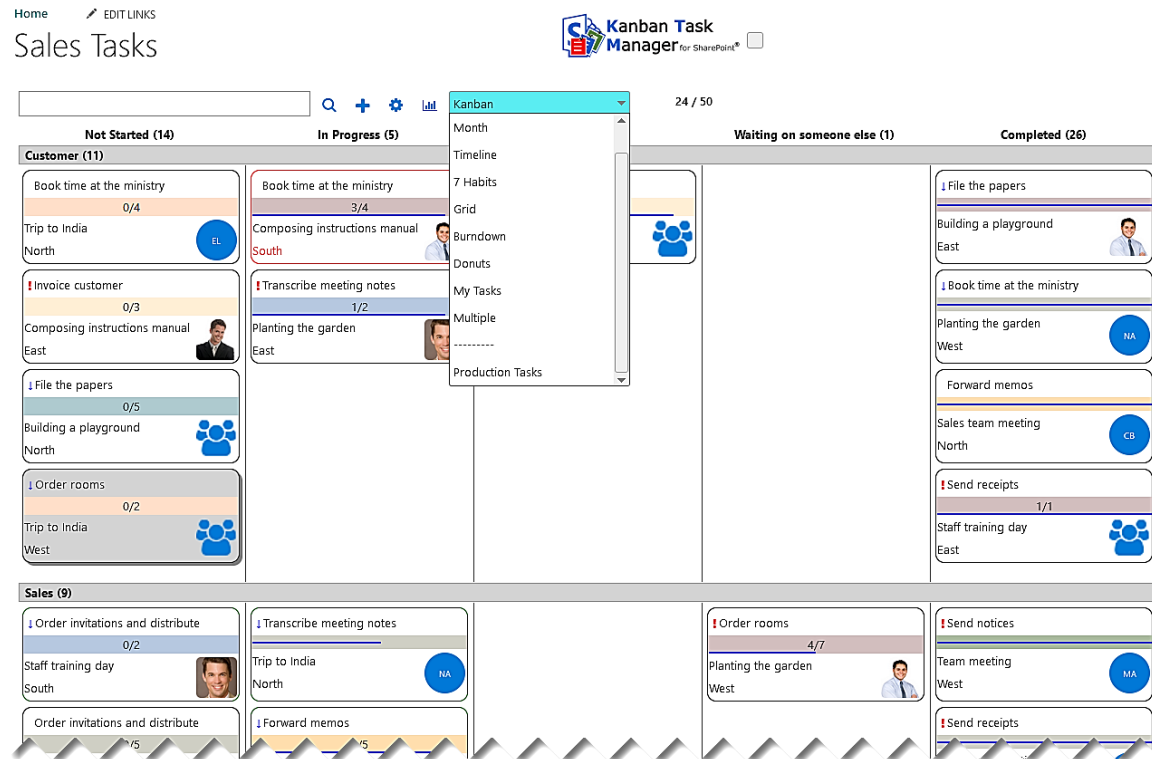 Home EDIT LINKS
Sales Tasks
Kanban Task
Manager for SharePoint®
Kanban
24 / 50
Not Started (14) In Progress (5) Waiting on someone else (1) Completed (26)
Customer (11)
Book time at the ministry
0/4
Trip to India
EL
North
!Invoice customer
0/3
Composing instructions manual
East
↓File the papers
0/5
Building a playground
North
↓Order rooms
0/2
Trip to India
West
Book time at the ministry
3/4
Composing instructions manual
South
!Transcribe meeting notes
1/2
Planting the garden
East
Month
Timeline
7 Habits
Grid
Burndown
Donuts
My Tasks
Multiple
---------
Production Tasks
↓File the papers
Building a playground
East
↓Book time at the ministry
Planting the garden
NA
West
Forward memos
Sales team meeting
CB
North
!Send receipts
1/1
Staff training day
East
Sales (9)
↓Order invitations and distribute
0/2
Staff training day
South
Order invitations and distribute
/5
↓Transcribe meeting notes
Trip to India
NA
North
↓Forward memos
/5
!Order rooms
4/7
Planting the garden
West
!Send notices
Team meeting
MA
West
!Send receipts